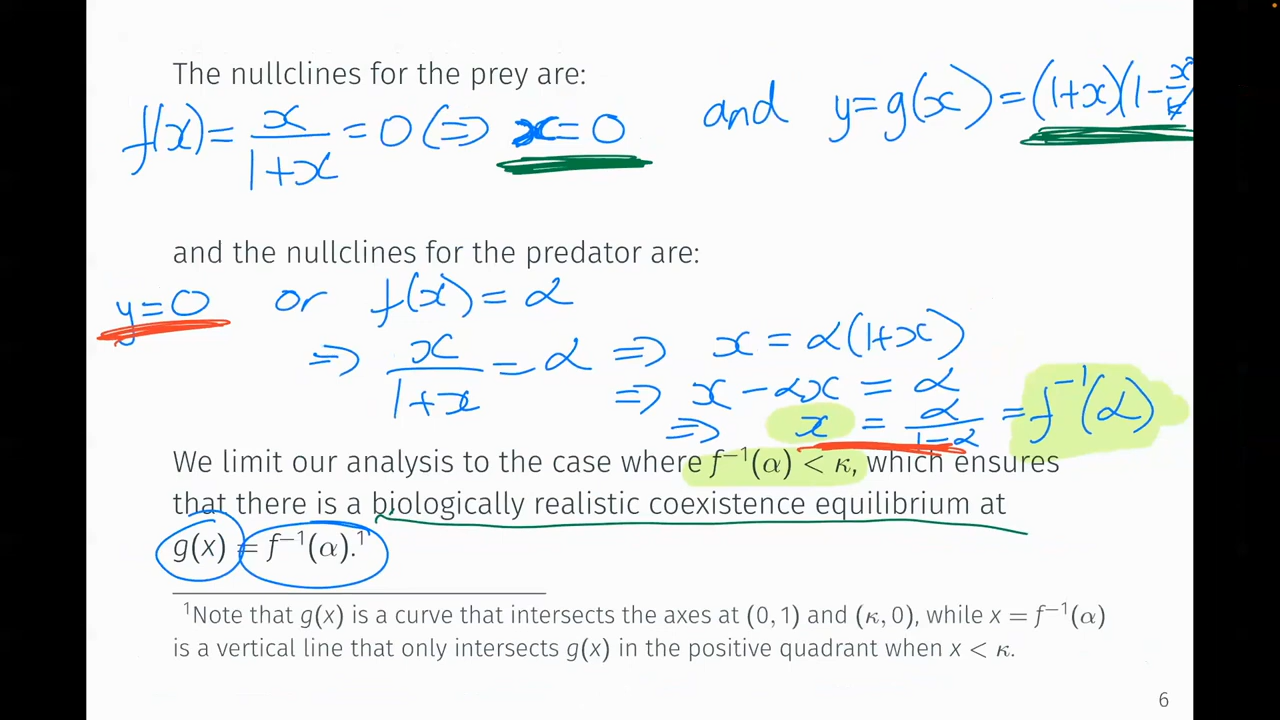 The nullclines for the prey are:
f(x) = x/(1+x) = 0 (=> x = 0 and y = g(x) = (1+x)(1 - x/κ
and the nullclines for the predator are:
y = 0 or f(x) = α
=> x/(1+x) = α => x = α(1+x)
=> x - αx = α
=> x = α/(1-α) = f⁻¹(α)
We limit our analysis to the case where f⁻¹(α) < κ, which ensures
that there is a biologically realistic coexistence equilibrium at
g(x) = f⁻¹(α).¹
¹Note that g(x) is a curve that intersects the axes at (0, 1) and (κ, 0), while x = f⁻¹(α)
is a vertical line that only intersects g(x) in the positive quadrant when x < κ.
6